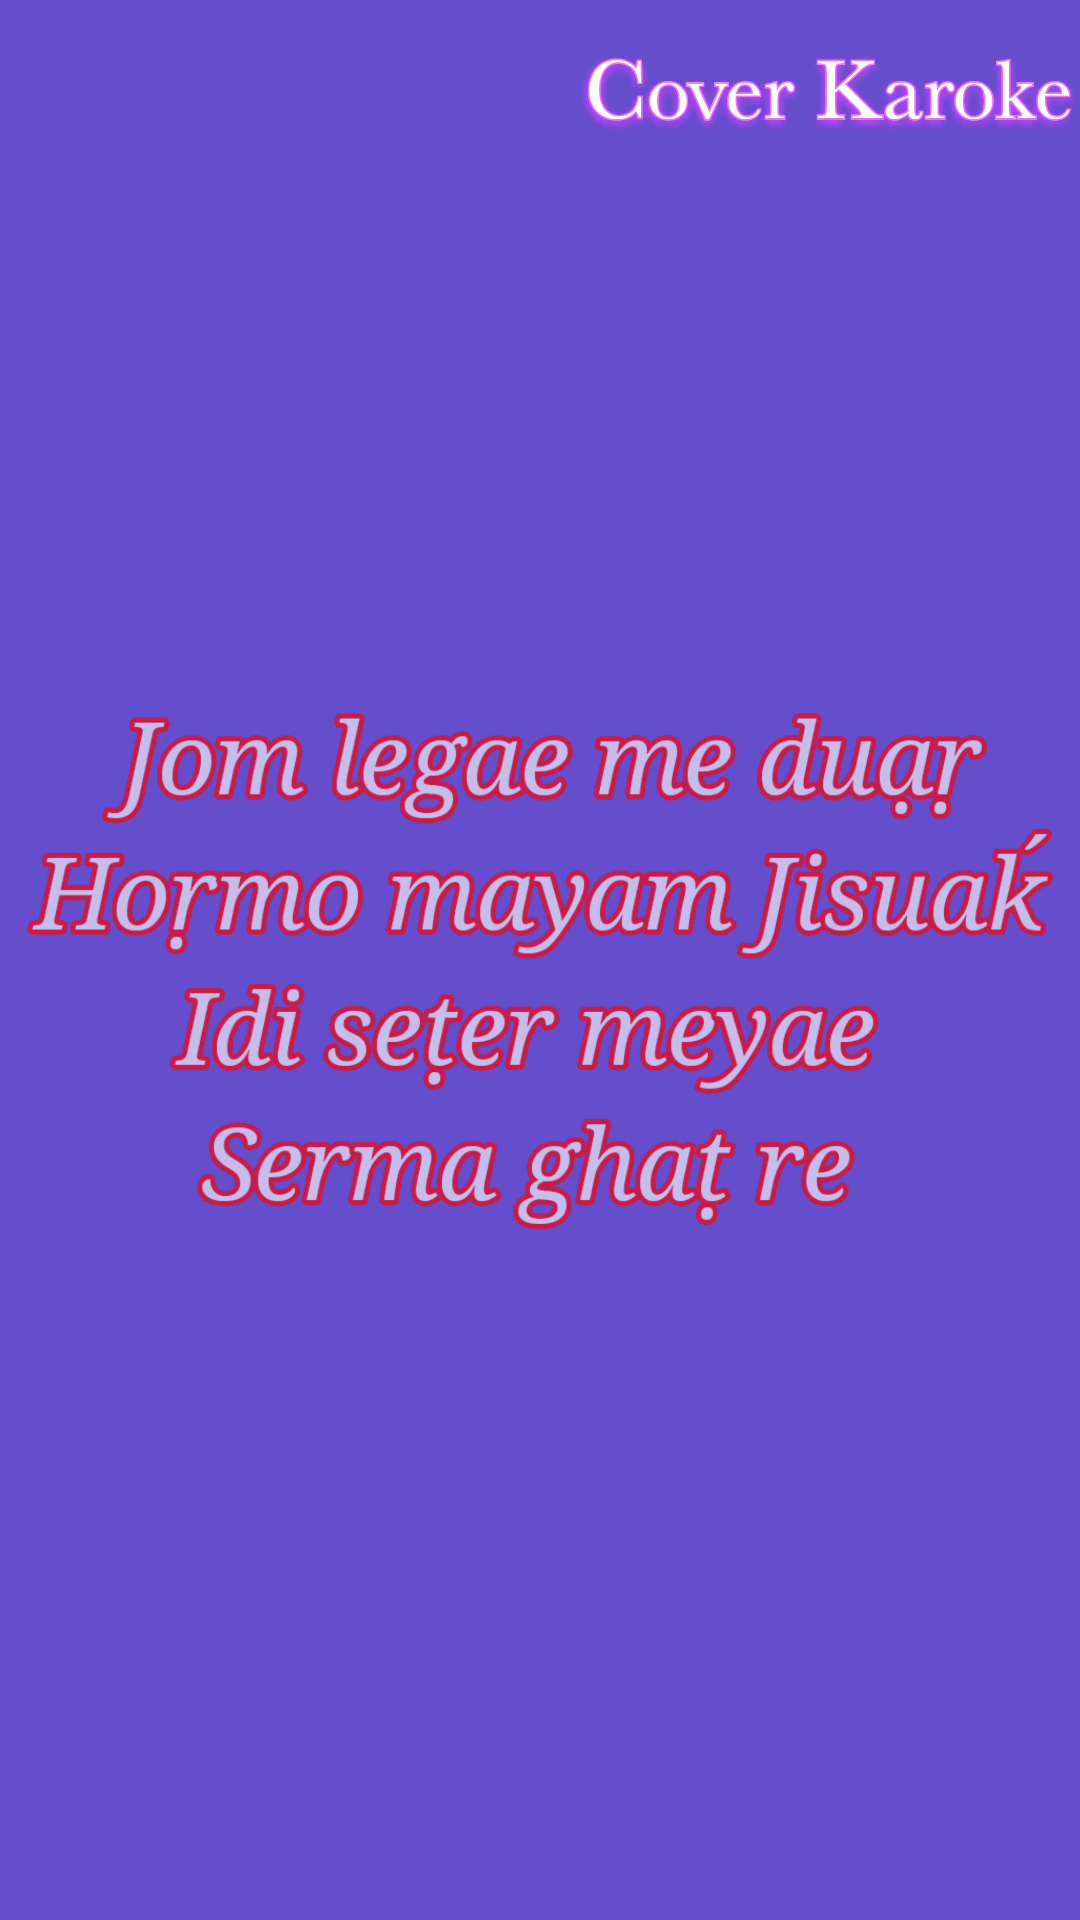 Cover Karoke
Jom legae me duạṛ
Hoṛmo mayam Jisuaḱ
Idi seṭer meyae
Serma ghaṭ re